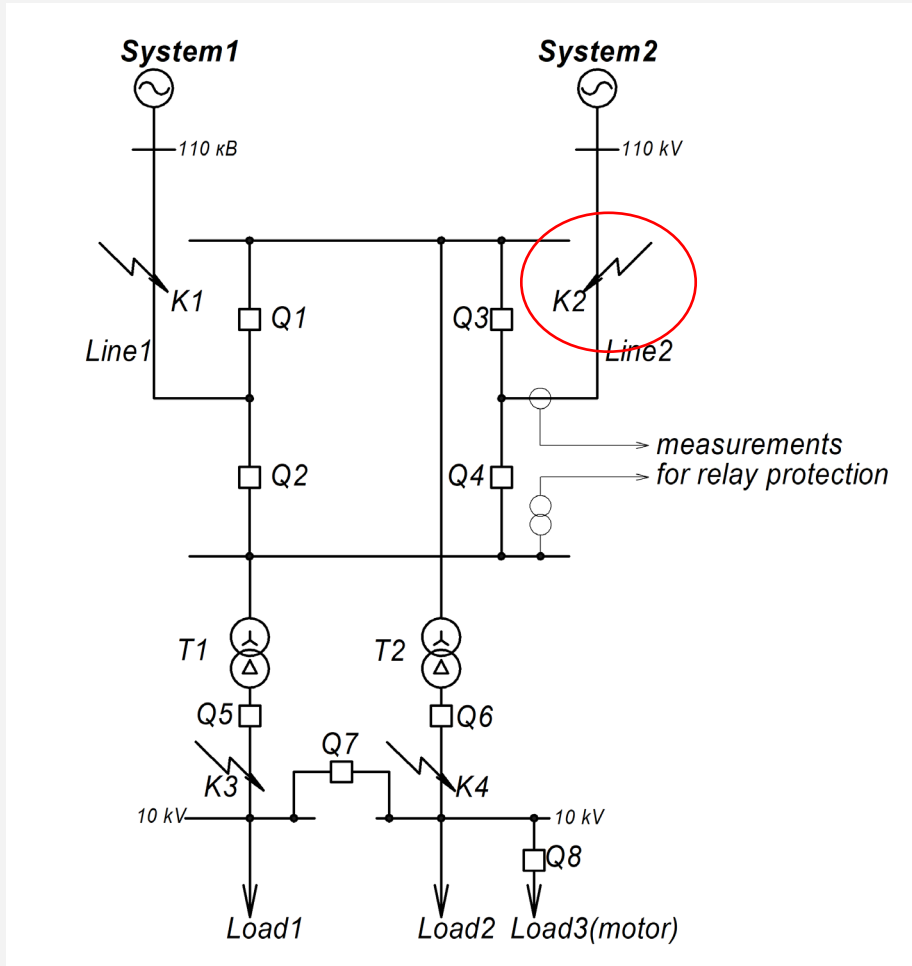 System1
System2
110 кВ
110 kV
K1
Q1
Q3
K2
Line1
Line2
measurements
for relay protection
Q2
Q4
T1
T2
Q5
Q6
Q7
K3
K4
10 kV
10 kV
Q8
Load1
Load2
Load3(motor)